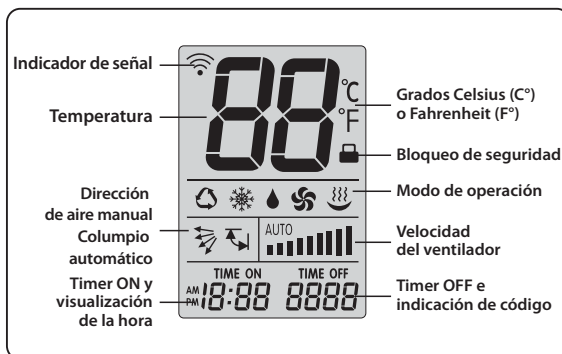 Indicador de señal
Temperatura
88
°C
°F
Grados Celsius (C°)
o Fahrenheit (F°)
Bloqueo de seguridad
Modo de operación
Dirección
de aire manual
Columpio
automático
AUTO
Velocidad
del ventilador
Timer ON y
visualización
de la hora
TIME ON
TIME OFF
AM
PM
18:88
8888
Timer OFF e
indicación de código